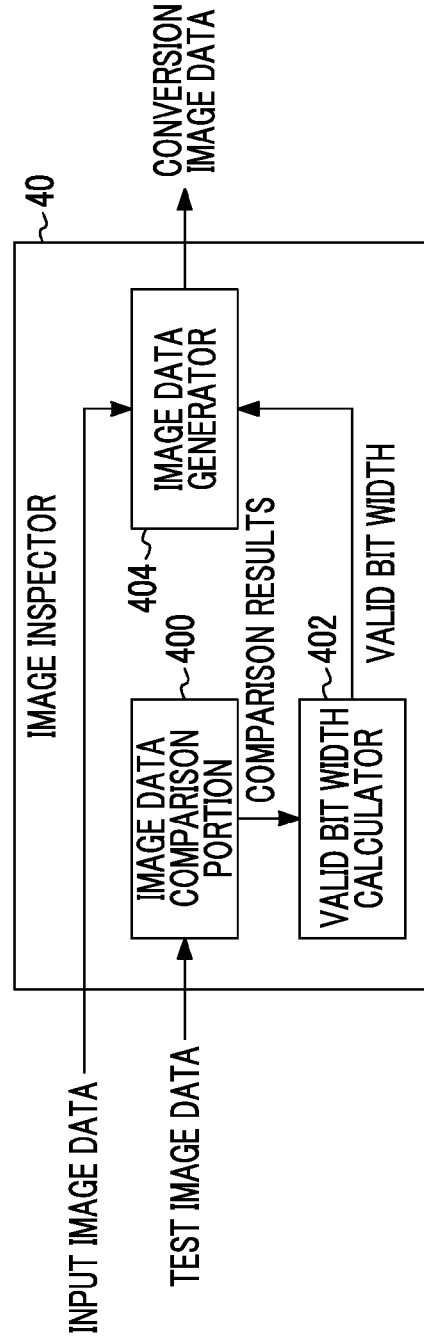 40
IMAGE INSPECTOR
INPUT IMAGE DATA
TEST IMAGE DATA
IMAGE DATA
COMPARISON
PORTION
400
COMPARISON RESULTS
VALID BIT WIDTH
CALCULATOR
402
VALID BIT WIDTH
IMAGE DATA
GENERATOR
404
CONVERSION
IMAGE DATA